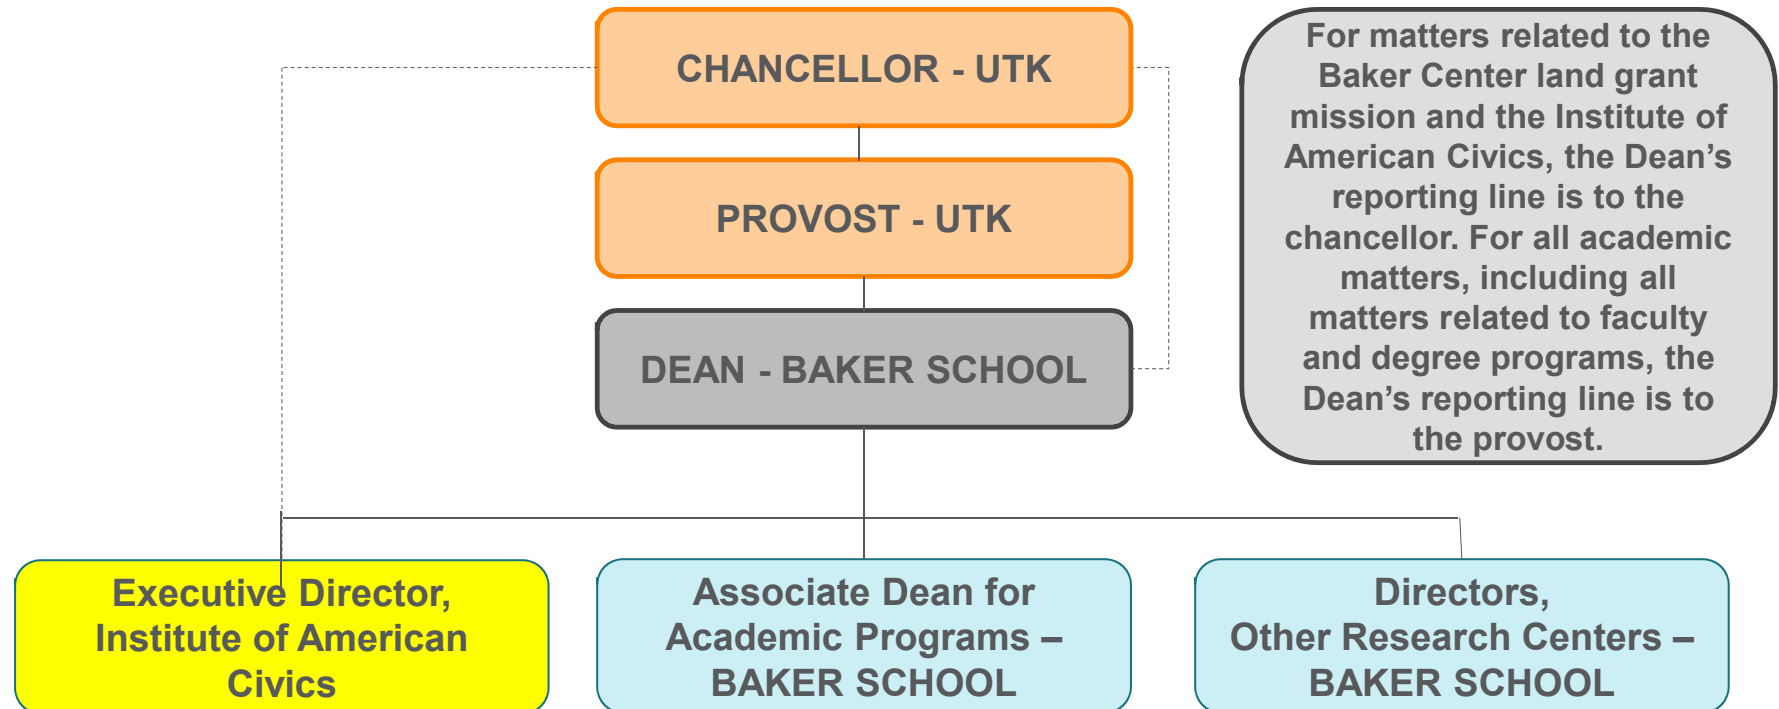 CHANCELLOR - UTK
PROVOST - UTK
DEAN - BAKER SCHOOL
For matters related to the
Baker Center land grant
mission and the Institute of
American Civics, the Dean’s
reporting line is to the
chancellor. For all academic
matters, including all
matters related to faculty
and degree programs, the
Dean’s reporting line is to
the provost.
Executive Director,
Institute of American
Civics
Associate Dean for
Academic Programs –
BAKER SCHOOL
Directors,
Other Research Centers –
BAKER SCHOOL